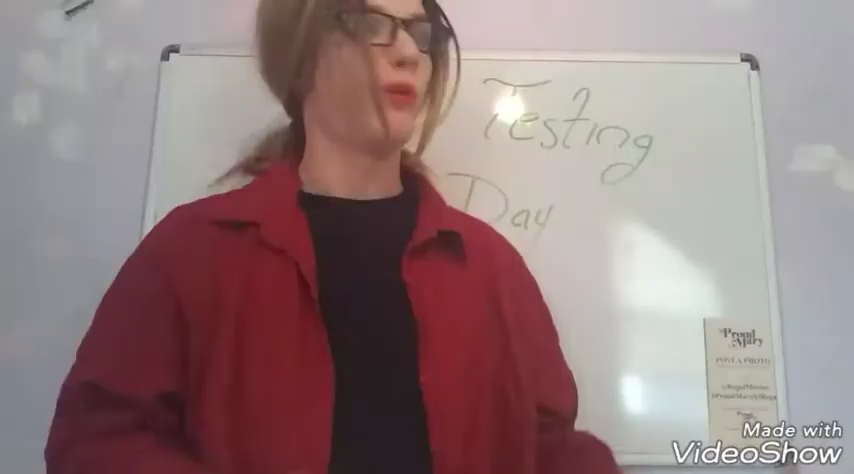 Testing
Day
Proud
Mary
POST A PHOTO
Made with
VideoShow